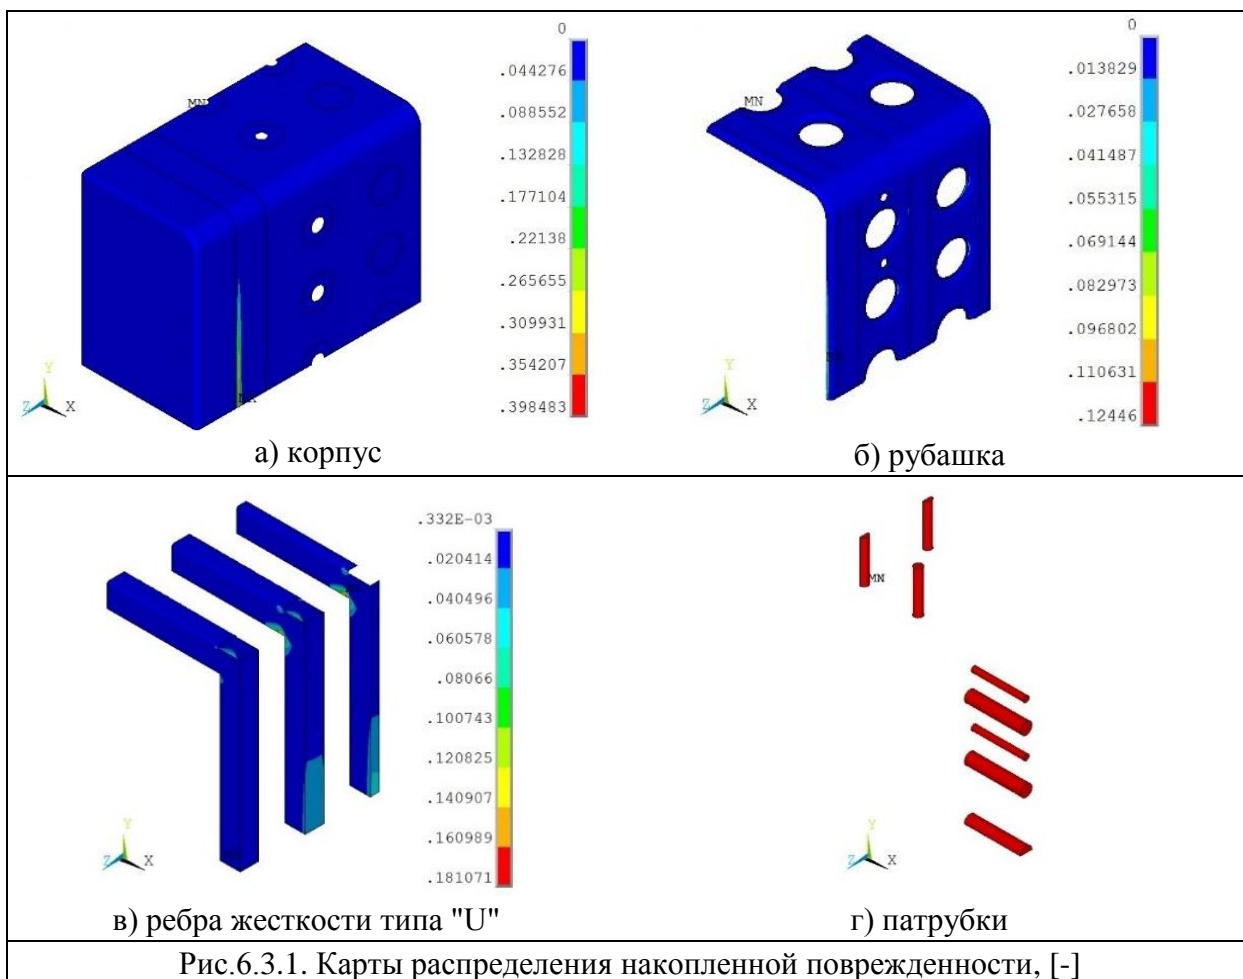 0
.044276
.088552
.132828
.177104
.22138
.265655
.309931
.354207
.398483
MN
Y
Z
X
а) корпус
0
.013829
.027658
.041487
.055315
.069144
.082973
.096802
.110631
.12446
MN
Y
Z
X
б) рубашка
.332E-03
.020414
.040496
.060578
.08066
.100743
.120825
.140907
.160989
.181071
Y
Z
X
в) ребра жесткости типа "U"
MN
Y
Z
X
г) патрубки
Рис.6.3.1. Карты распределения накопленной поврежденности, [-]